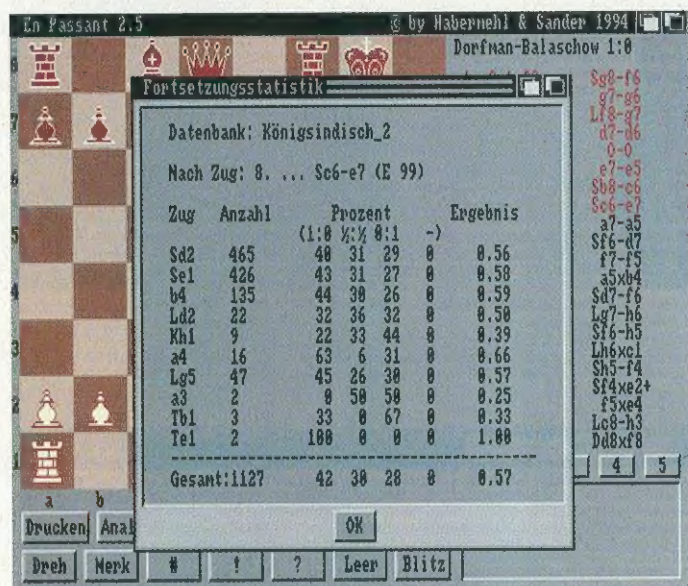 En Passant 2.5 © by Habermehl & Sander 1994
Dorfman-Balaschow 1:0
Fortsetzungsstatistik
Datenbank: Königsindisch_2
Nach Zug: 8. ... Sc6-e7 (E 99)
Zug Anzahl Prozent Ergebnis
(1:0 ½:½ 0:1 -)
Sd2 465 40 31 29 0 0.56
Se1 426 43 31 27 0 0.58
b4 135 44 30 26 0 0.59
Ld2 22 32 36 32 0 0.50
Kh1 9 22 33 44 0 0.39
a4 16 63 6 31 0 0.66
Lg5 47 45 26 30 0 0.57
a3 2 0 50 50 0 0.25
Tb1 3 33 0 67 0 0.33
Te1 2 100 0 0 0 1.00
Gesamt:1127 42 30 28 0 0.57
OK
Sg8-f6
g7-g6
Lf8-g7
d7-d6
0-0
e7-e5
Sb8-c6
Sc6-e7
a7-a5
Sf6-d7
f7-f5
a5xb4
Sd7-f6
Lg7-h6
Sf6-h5
Lh6xc1
Sh5-f4
Sf4xe2+
f5xe4
Lc8-h3
Dd8xf8
4 5
a b
Drucken Anal
Dreh Merk # ! ? Leer Blitz